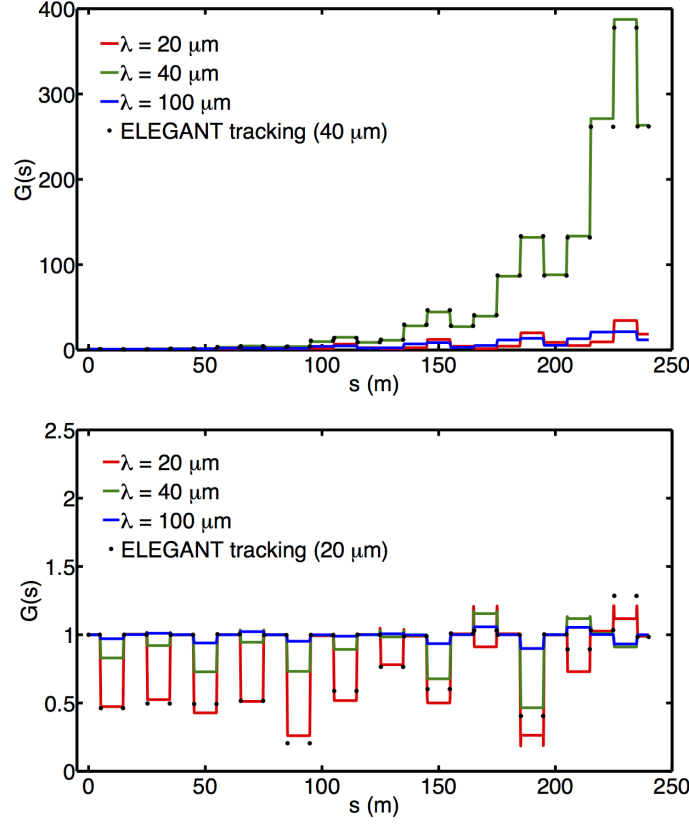 400
300
200
100
0
G(s)
λ = 20 μm
λ = 40 μm
λ = 100 μm
ELEGANT tracking (40 μm)
0 50 100 150 200 250
s (m)
2.5
2
1.5
1
0.5
0
G(s)
λ = 20 μm
λ = 40 μm
λ = 100 μm
ELEGANT tracking (20 μm)
0 50 100 150 200 250
s (m)